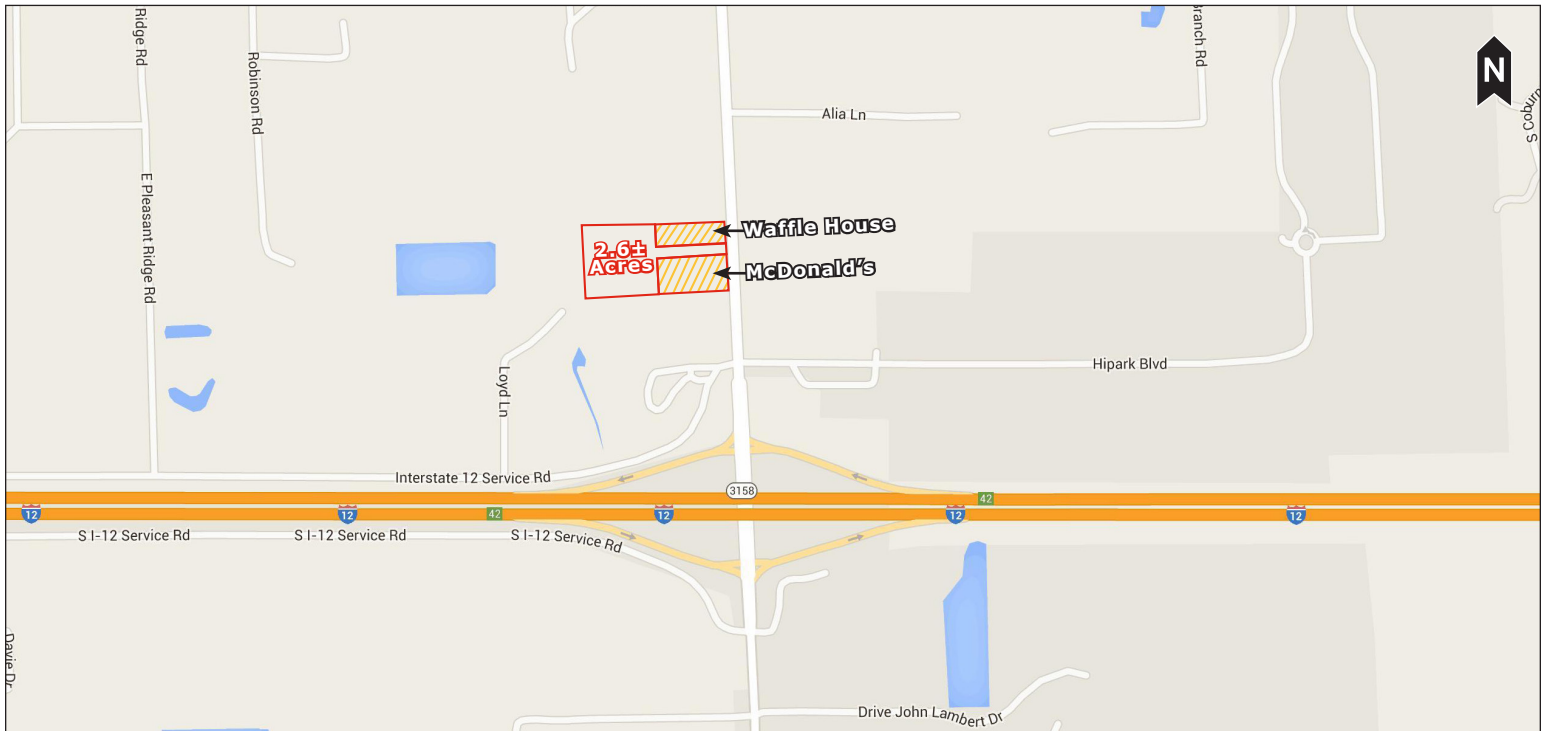 Ridge Rd
Robinson Rd
E Pleasant Ridge Rd
Branch Rd
N
S Cobu
Alia Ln
Waffle House
2.6±
Acres
McDonald's
Loyd Ln
Hipark Blvd
Interstate 12 Service Rd
3158
42
12
12
42
12
12
12
S I-12 Service Rd
S I-12 Service Rd
S I-12 Service Rd
Davie Dr
Drive John Lambert Dr